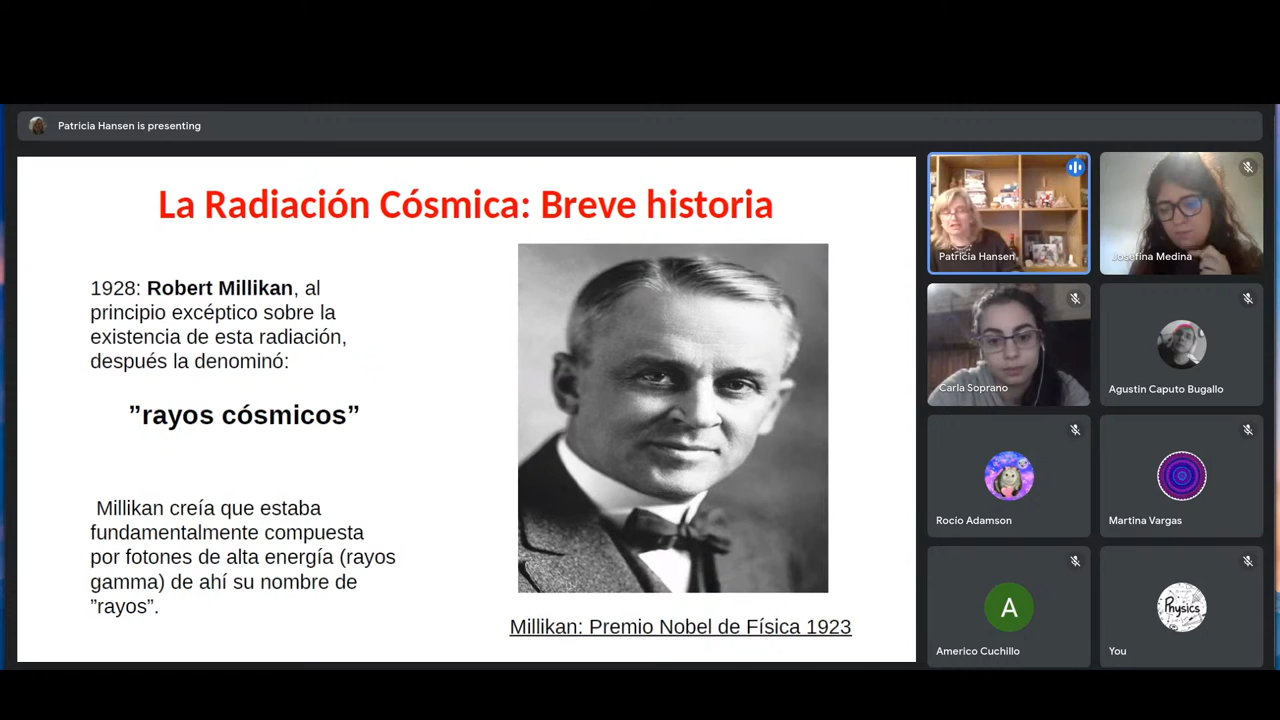 Patricia Hansen is presenting
La Radiación Cósmica: Breve historia
1928: Robert Millikan, al
principio excéptico sobre la
existencia de esta radiación,
después la denominó:
”rayos cósmicos”
Millikan creía que estaba
fundamentalmente compuesta
por fotones de alta energía (rayos
gamma) de ahí su nombre de
”rayos”.
Millikan: Premio Nobel de Física 1923
Patricia Hansen
Josefina Medina
Carla Soprano
Agustin Caputo Bugallo
Rocío Adamson
Martina Vargas
A
Americo Cuchillo
Physics
You